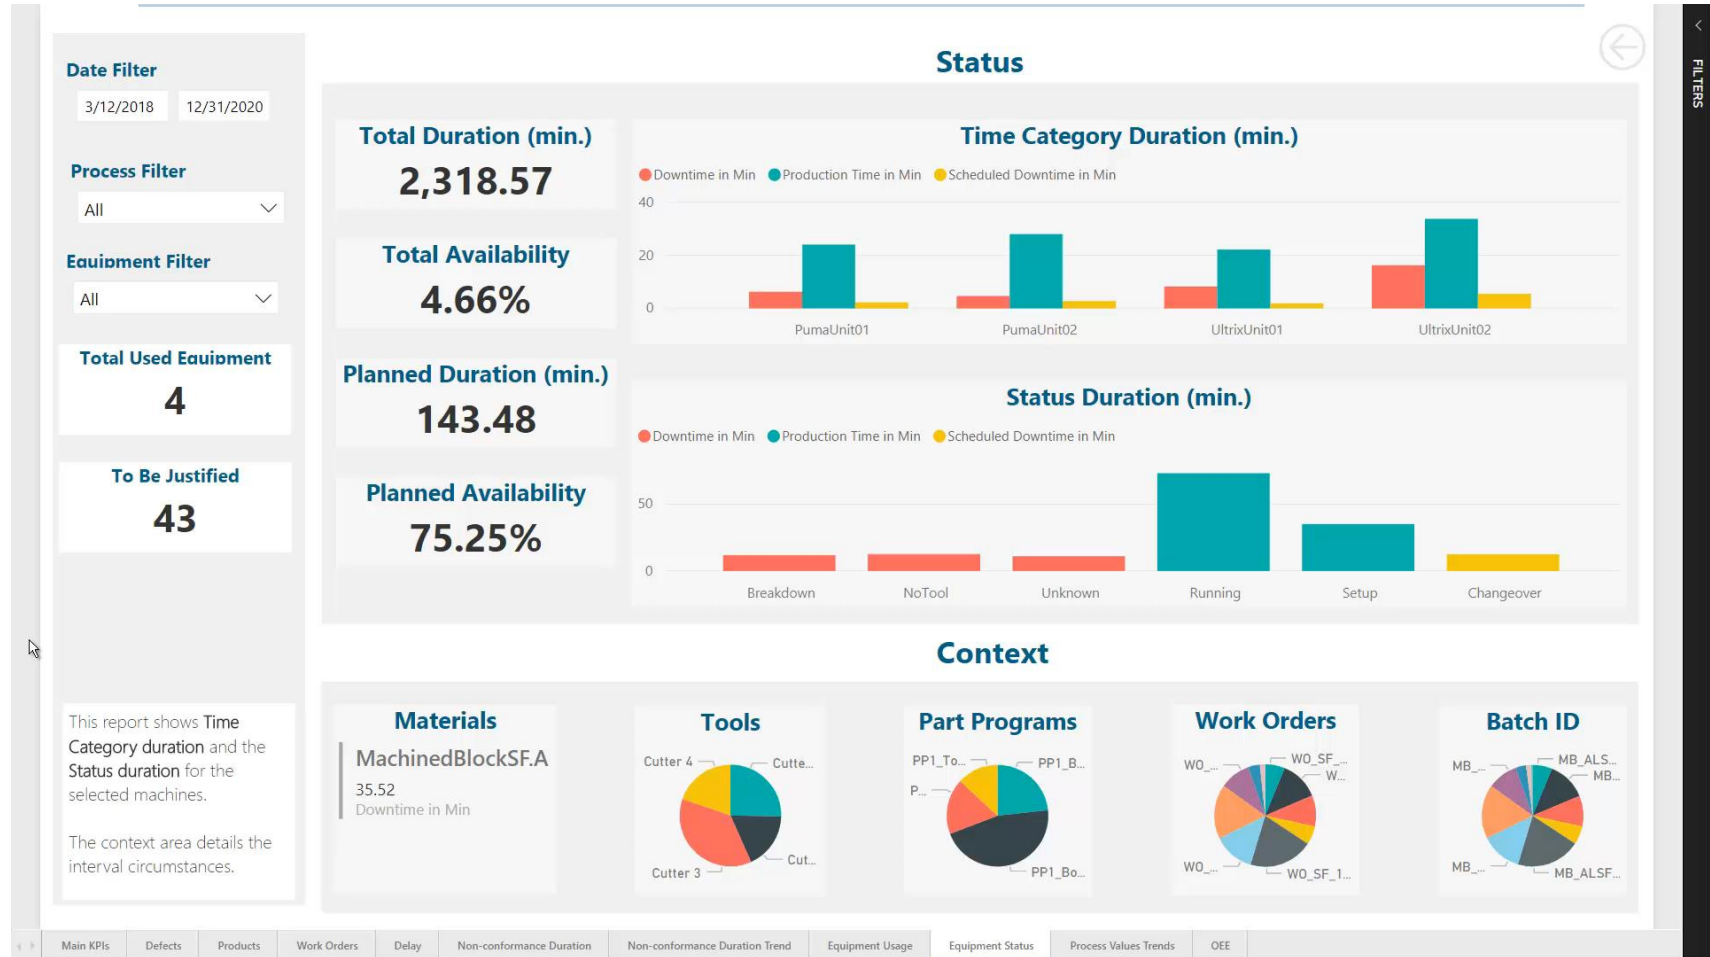 Date Filter
3/12/2018 12/31/2020
Process Filter
All
Equipment Filter
All
Total Used Equipment
4
To Be Justified
43
This report shows Time
Category duration and the
Status duration for the
selected machines.
The context area details the
interval circumstances.
Status
Total Duration (min.)
2,318.57
Total Availability
4.66%
Planned Duration (min.)
143.48
Planned Availability
75.25%
Time Category Duration (min.)
Downtime in Min Production Time in Min Scheduled Downtime in Min
40
20
0
PumaUnit01 PumaUnit02 UltrixUnit01 UltrixUnit02
Status Duration (min.)
Downtime in Min Production Time in Min Scheduled Downtime in Min
50
0
Breakdown NoTool Unknown Running Setup Changeover
Context
Materials
MachinedBlockSF.A
35.52
Downtime in Min
Tools
Cutter 4 Cutte...
Cut...
Cutter 3
Part Programs
PP1_To... PP1_B...
P...
PP1_Bo...
Work Orders
WO_... WO_SF_...
W...
WO_... WO_SF_1...
Batch ID
MB_... MB_ALS...
MB...
MB_... MB_ALSF...
FILTERS
Main KPIs Defects Products Work Orders Delay Non-conformance Duration Non-conformance Duration Trend Equipment Usage Equipment Status Process Values Trends OEE